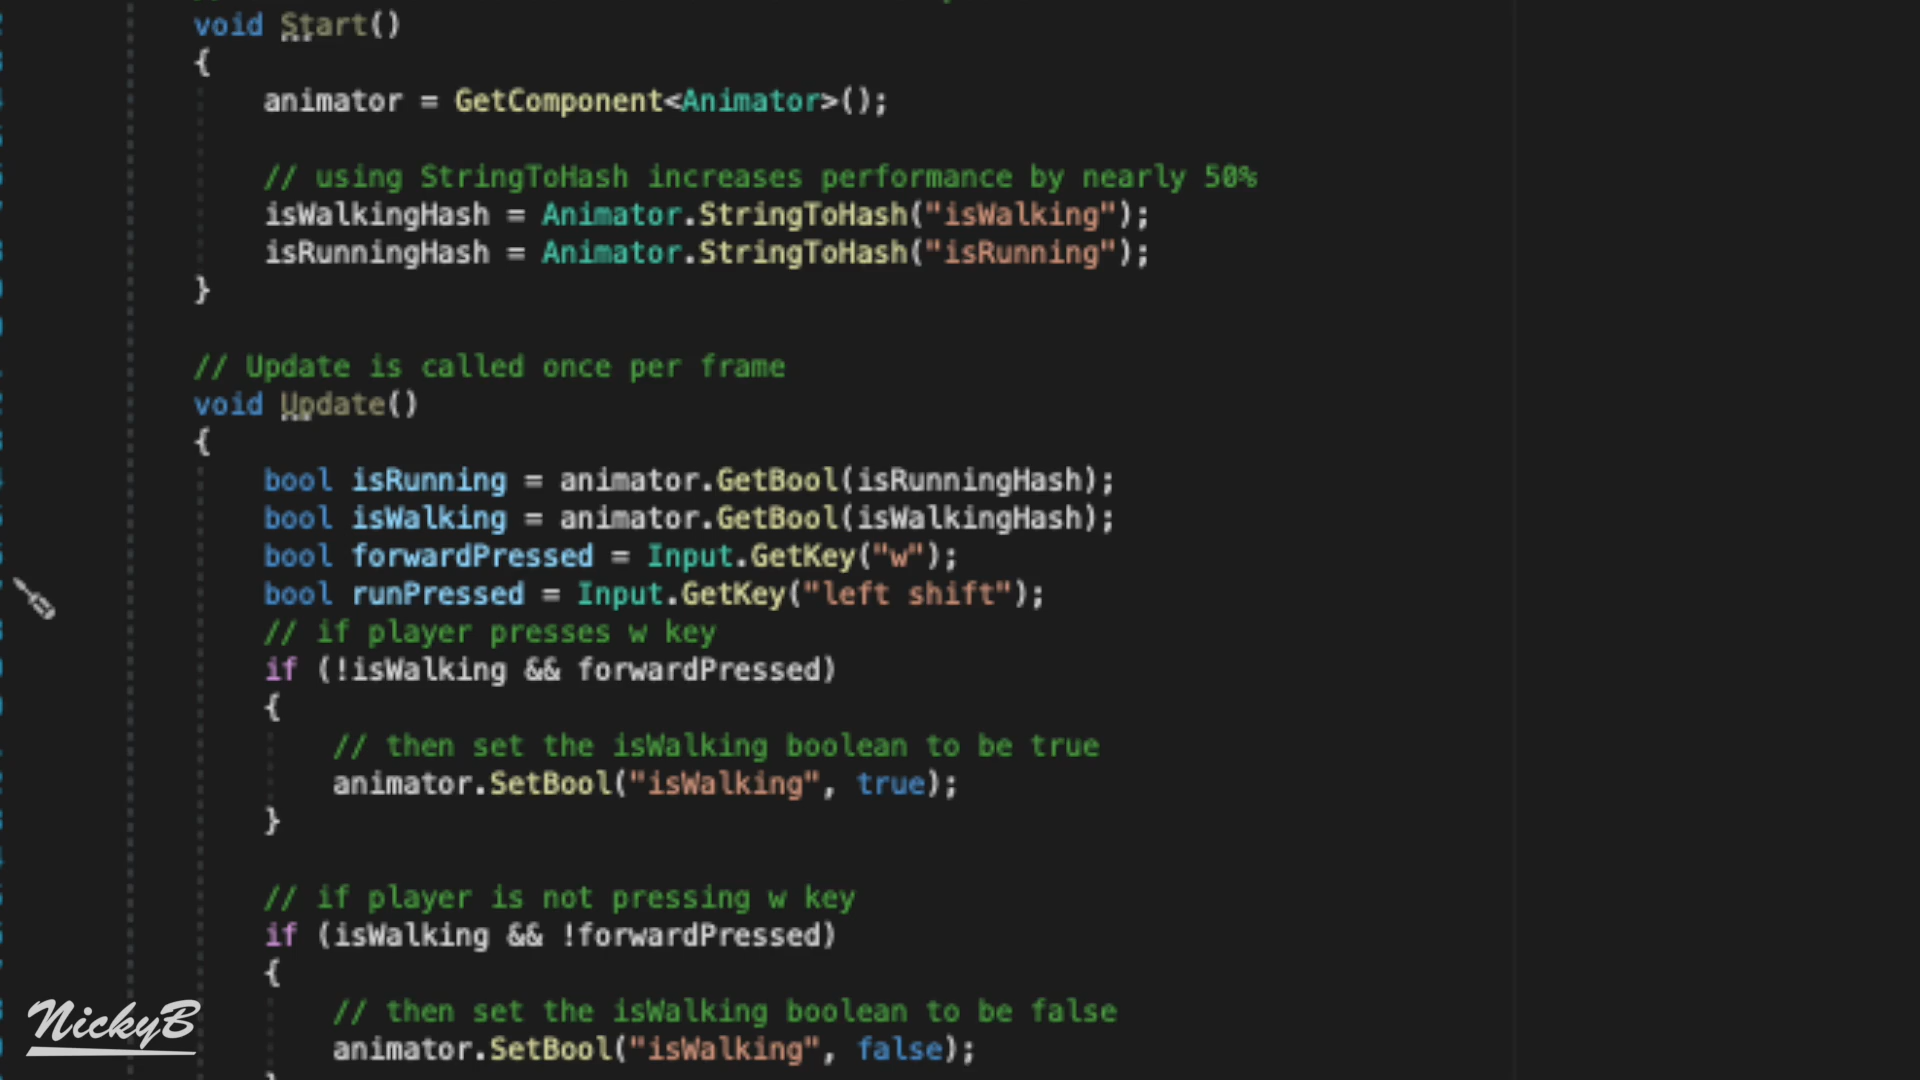 void Start()
{
animator = GetComponent<Animator>();
// using StringToHash increases performance by nearly 50%
isWalkingHash = Animator.StringToHash("isWalking");
isRunningHash = Animator.StringToHash("isRunning");
}
// Update is called once per frame
void Update()
{
bool isRunning = animator.GetBool(isRunningHash);
bool isWalking = animator.GetBool(isWalkingHash);
bool forwardPressed = Input.GetKey("w");
bool runPressed = Input.GetKey("left shift");
// if player presses w key
if (!isWalking && forwardPressed)
{
// then set the isWalking boolean to be true
animator.SetBool("isWalking", true);
}
// if player is not pressing w key
if (isWalking && !forwardPressed)
{
// then set the isWalking boolean to be false
animator.SetBool("isWalking", false);
NickyB